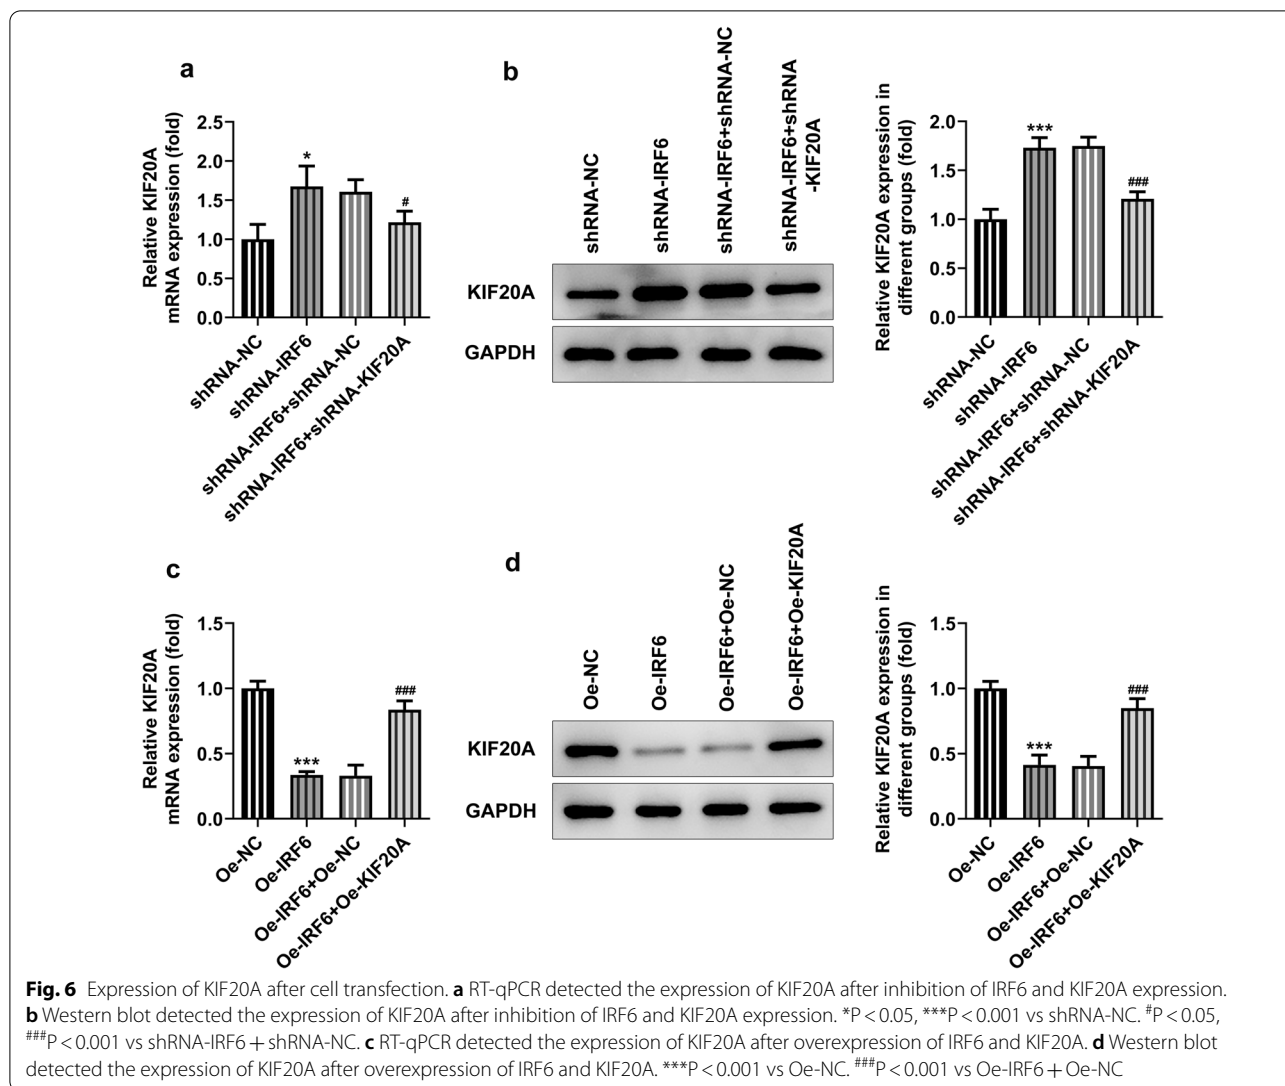 a
Relative KIF20A
mRNA expression (fold)
2.5
2.0
1.5
1.0
0.5
0.0
*
#
shRNA-NC
shRNA-IRF6
shRNA-IRF6+shRNA-NC
shRNA-IRF6+shRNA-KIF20A
b
shRNA-NC
shRNA-IRF6
shRNA-IRF6+shRNA-NC
shRNA-IRF6+shRNA
-KIF20A
KIF20A
GAPDH
Relative KIF20A expression in
different groups (fold)
2.0
1.5
1.0
0.5
0.0
***
###
shRNA-NC
shRNA-IRF6
shRNA-IRF6+shRNA-NC
shRNA-IRF6+shRNA-KIF20A
c
Relative KIF20A
mRNA expression (fold)
1.5
1.0
0.5
0.0
***
###
Oe-NC
Oe-IRF6
Oe-IRF6+Oe-NC
Oe-IRF6+Oe-KIF20A
d
Oe-NC
Oe-IRF6
Oe-IRF6+Oe-NC
Oe-IRF6+Oe-KIF20A
KIF20A
GAPDH
Relative KIF20A expression in
different groups (fold)
1.5
1.0
0.5
0.0
***
###
Oe-NC
Oe-IRF6
Oe-IRF6+Oe-NC
Oe-IRF6+Oe-KIF20A
Fig. 6 Expression of KIF20A after cell transfection. a RT-qPCR detected the expression of KIF20A after inhibition of IRF6 and KIF20A expression.
b Western blot detected the expression of KIF20A after inhibition of IRF6 and KIF20A expression. *P < 0.05, ***P < 0.001 vs shRNA-NC. #P < 0.05,
###P < 0.001 vs shRNA-IRF6 + shRNA-NC. c RT-qPCR detected the expression of KIF20A after overexpression of IRF6 and KIF20A. d Western blot
detected the expression of KIF20A after overexpression of IRF6 and KIF20A. ***P < 0.001 vs Oe-NC. ###P < 0.001 vs Oe-IRF6 + Oe-NC